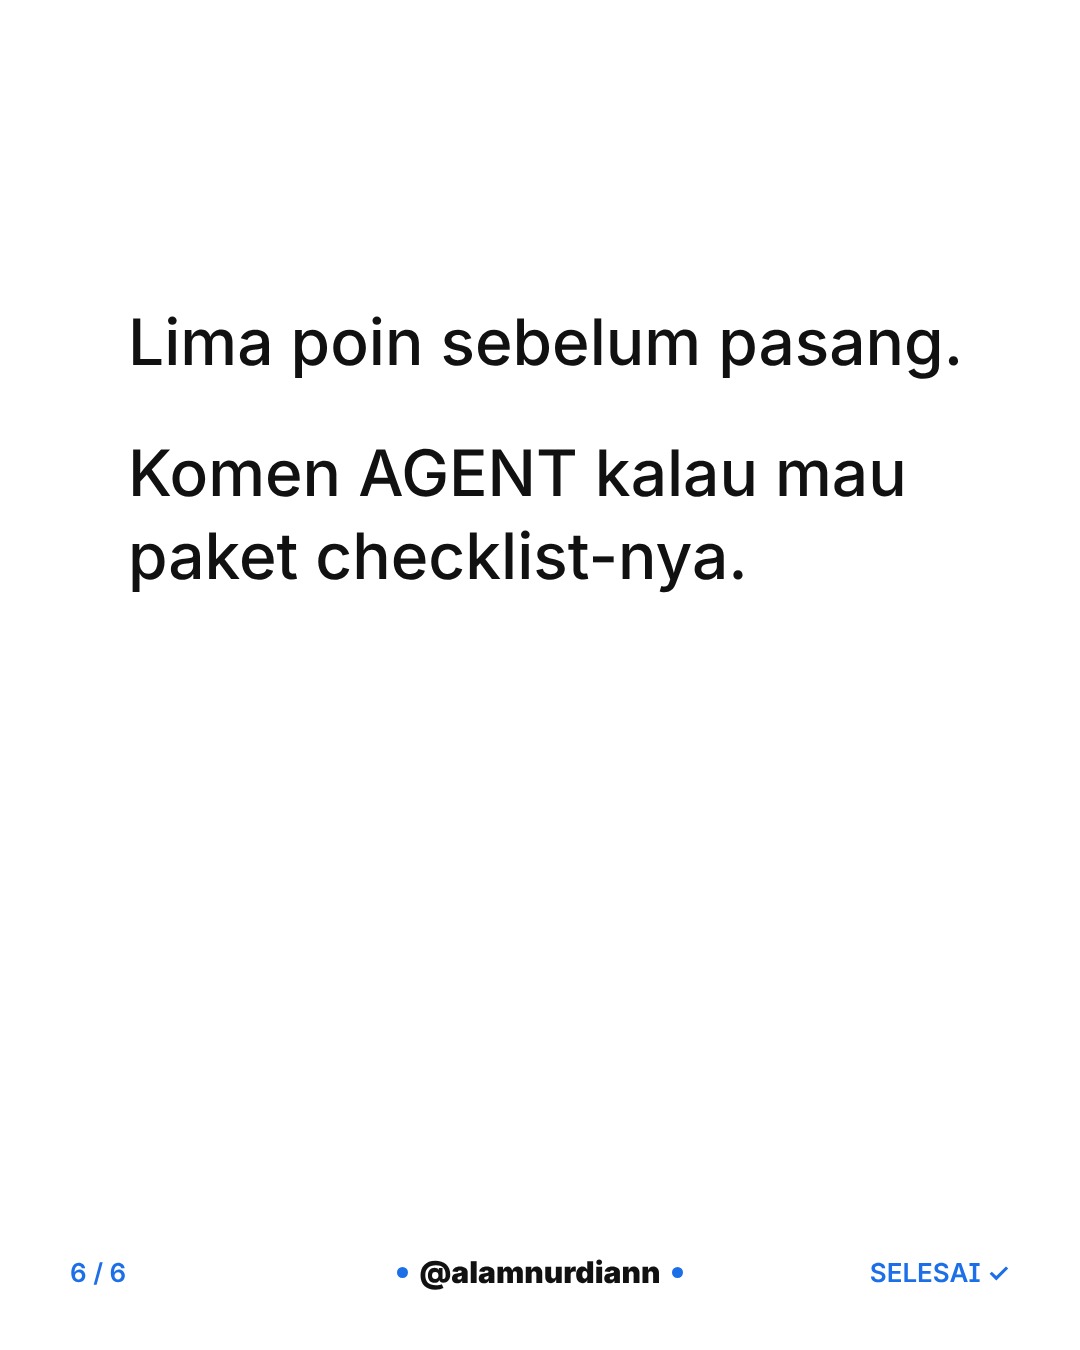 Lima poin sebelum pasang.
Komen AGENT kalau mau
paket checklist-nya.
6 / 6
• @alamnurdiann •
SELESAI ✓